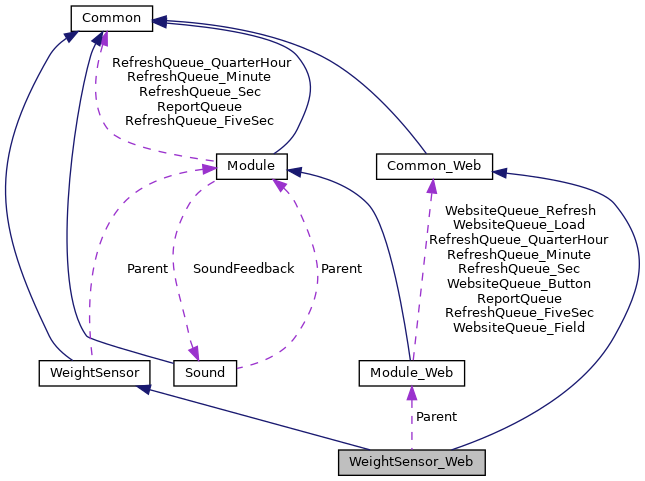 Common
RefreshQueue_QuarterHour
RefreshQueue_Minute
RefreshQueue_Sec
ReportQueue
RefreshQueue_FiveSec
Module
Common_Web
WebsiteQueue_Refresh
WebsiteQueue_Load
RefreshQueue_QuarterHour
RefreshQueue_Minute
RefreshQueue_Sec
WebsiteQueue_Button
ReportQueue
RefreshQueue_FiveSec
WebsiteQueue_Field
Parent
SoundFeedback
Parent
WeightSensor
Sound
Module_Web
Parent
WeightSensor_Web